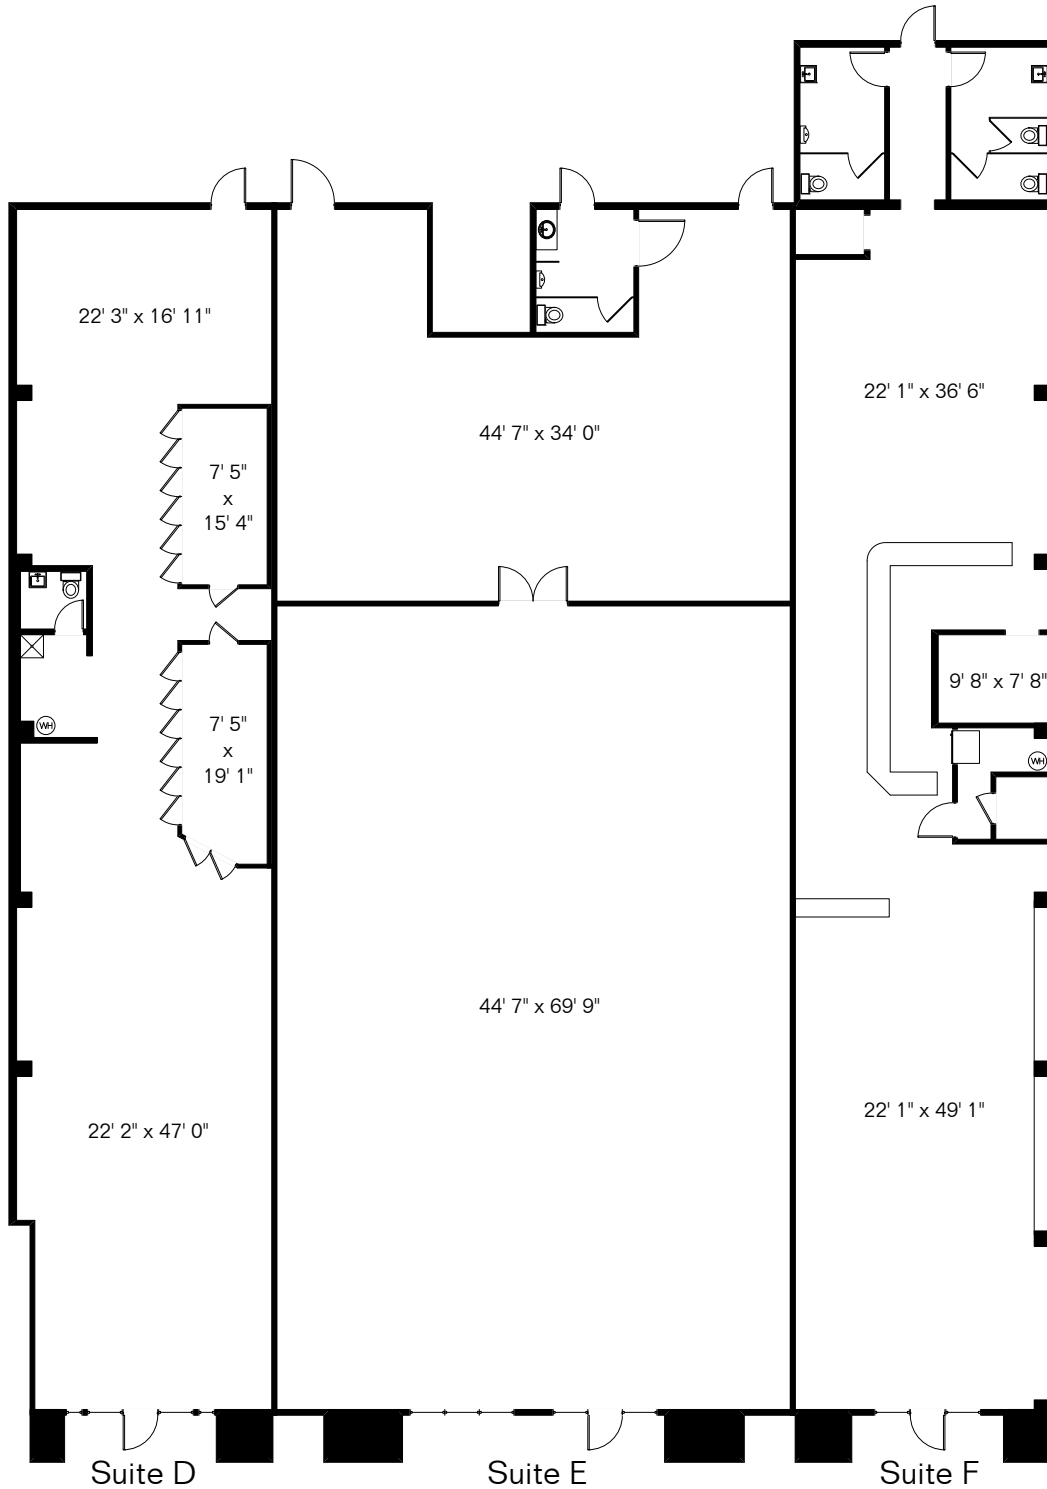 22' 3" x 16' 11"
22' 1" x 36' 6"
44' 7" x 34' 0"
7' 5"
x
15' 4"
9' 8" x 7' 8"
7' 5"
x
19' 1"
WH
WH
44' 7" x 69' 9"
22' 1" x 49' 1"
22' 2" x 47' 0"
Suite D
Suite E
Suite F